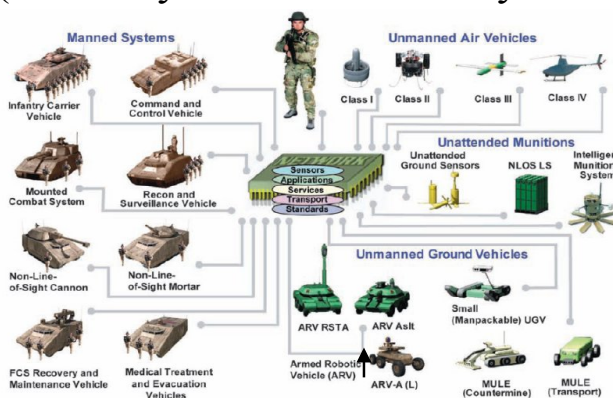 Manned Systems
Unmanned Air Vehicles
Infantry Carrier
Vehicle
Command and
Control Vehicle
Class I
Class II
Class III
Class IV
NETWORK
Sensors
Applications
Services
Transport
Standards
Unattended Munitions
Unattended
Ground Sensors
NLOS LS
Intelligent
Munitions
System
Mounted
Combat System
Recon and
Surveillance Vehicle
Unmanned Ground Vehicles
Non-Line-
of-Sight Cannon
Non-Line-
of-Sight Mortar
ARV RSTA
ARV Aslt
Small
(Manpackable) UGV
FCS Recovery and
Maintenance Vehicle
Medical Treatment
and Evacuation
Vehicles
Armed Robotic
Vehicle (ARV)
ARV-A (L)
MULE
(Countermine)
MULE
(Transport)